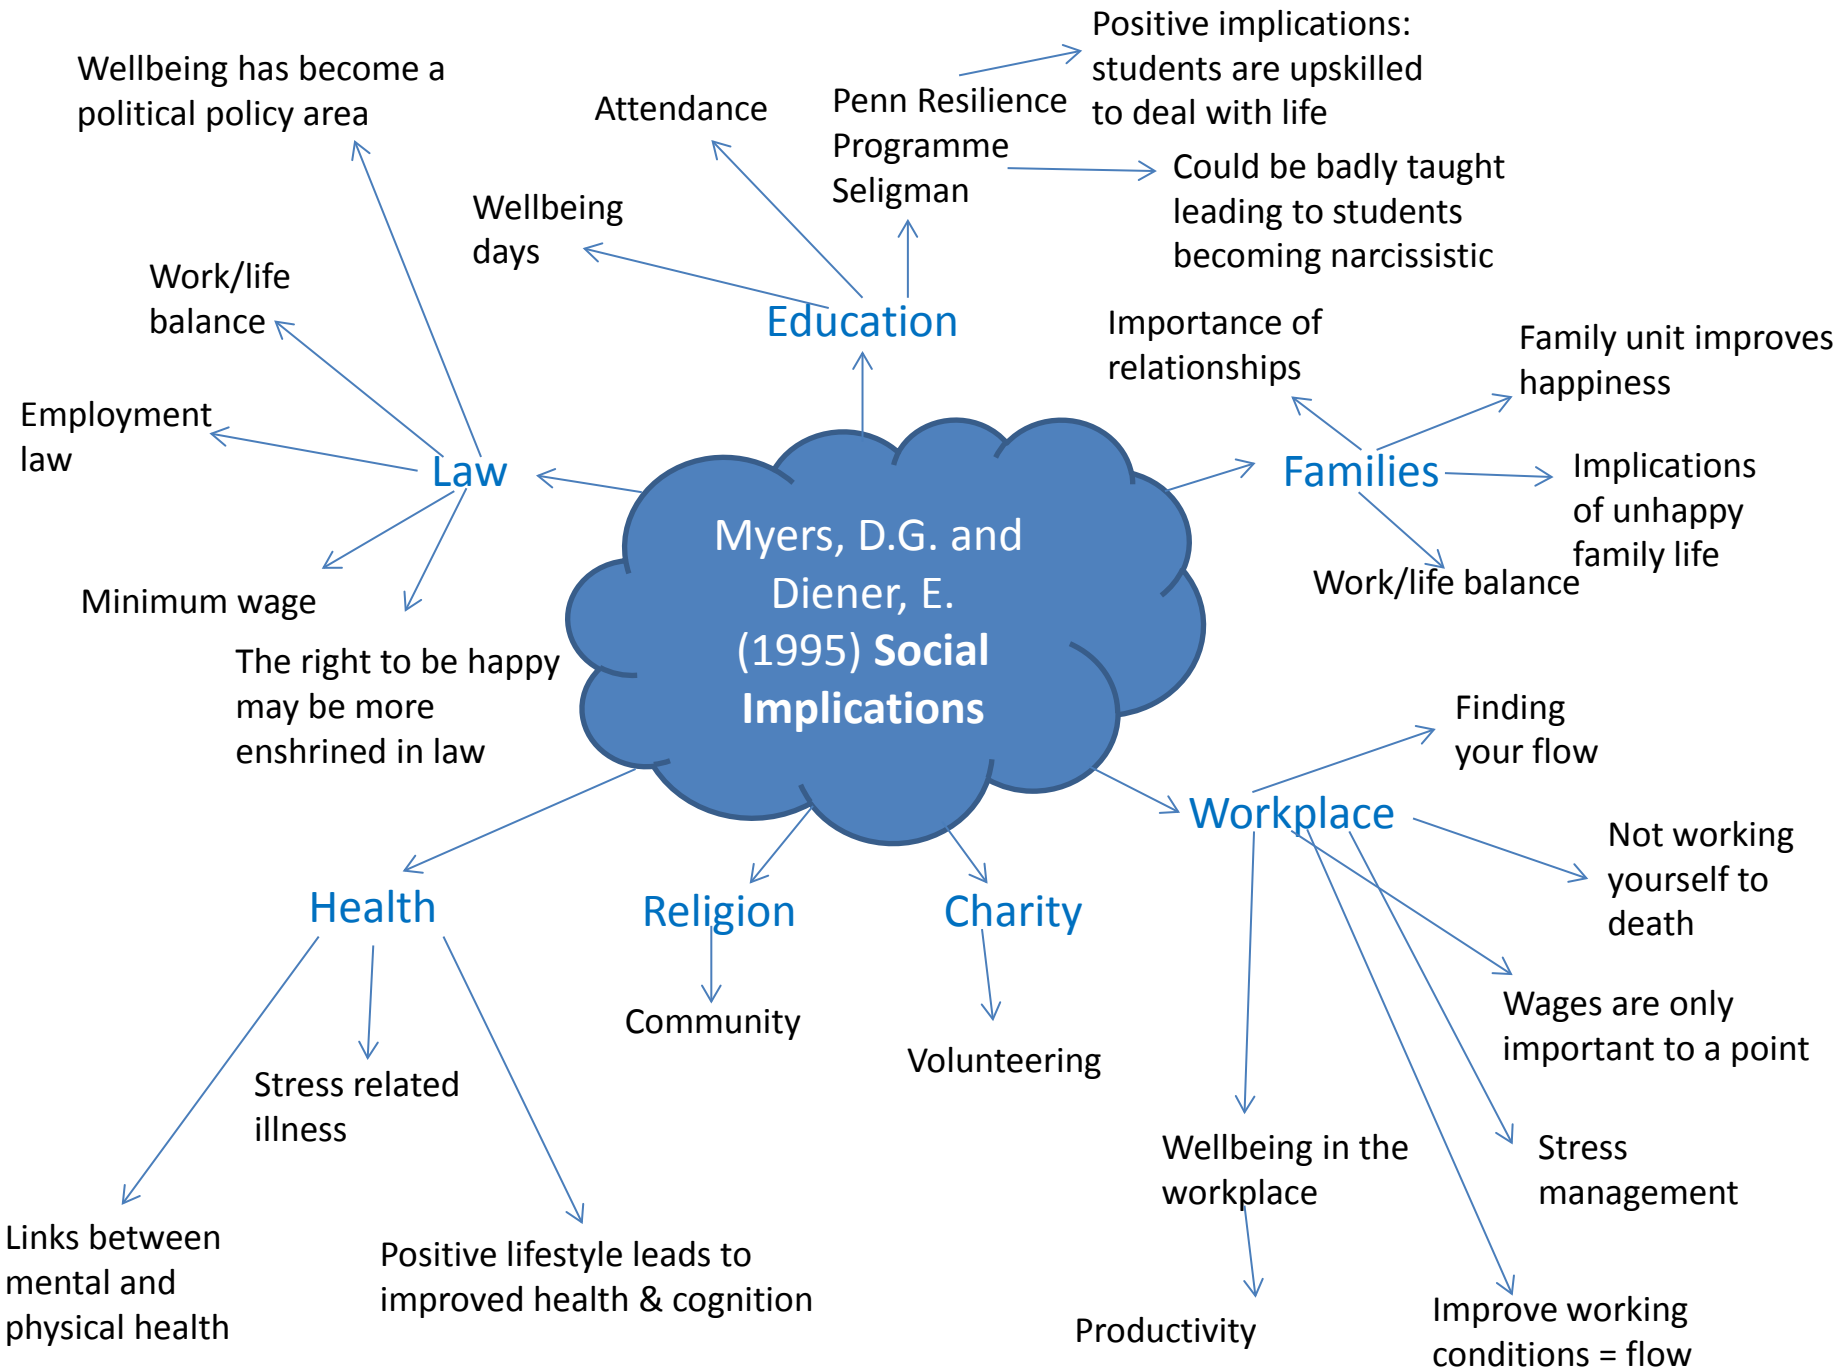 Positive implications:
students are upskilled
to deal with life
Wellbeing has become a
political policy area
Attendance
Penn Resilience
Programme
Seligman
Could be badly taught
leading to students
becoming narcissistic
Wellbeing
days
Work/life
balance
Education
Importance of
relationships
Family unit improves
happiness
Employment
law
Law
Families
Implications
of unhappy
family life
Myers, D.G. and
Diener, E.
(1995) Social
Implications
Work/life balance
Minimum wage
The right to be happy
may be more
enshrined in law
Finding
your flow
Workplace
Not working
yourself to
death
Health
Religion
Charity
Community
Volunteering
Wages are only
important to a point
Stress related
illness
Wellbeing in the
workplace
Stress
management
Links between
mental and
physical health
Positive lifestyle leads to
improved health & cognition
Productivity
Improve working
conditions = flow